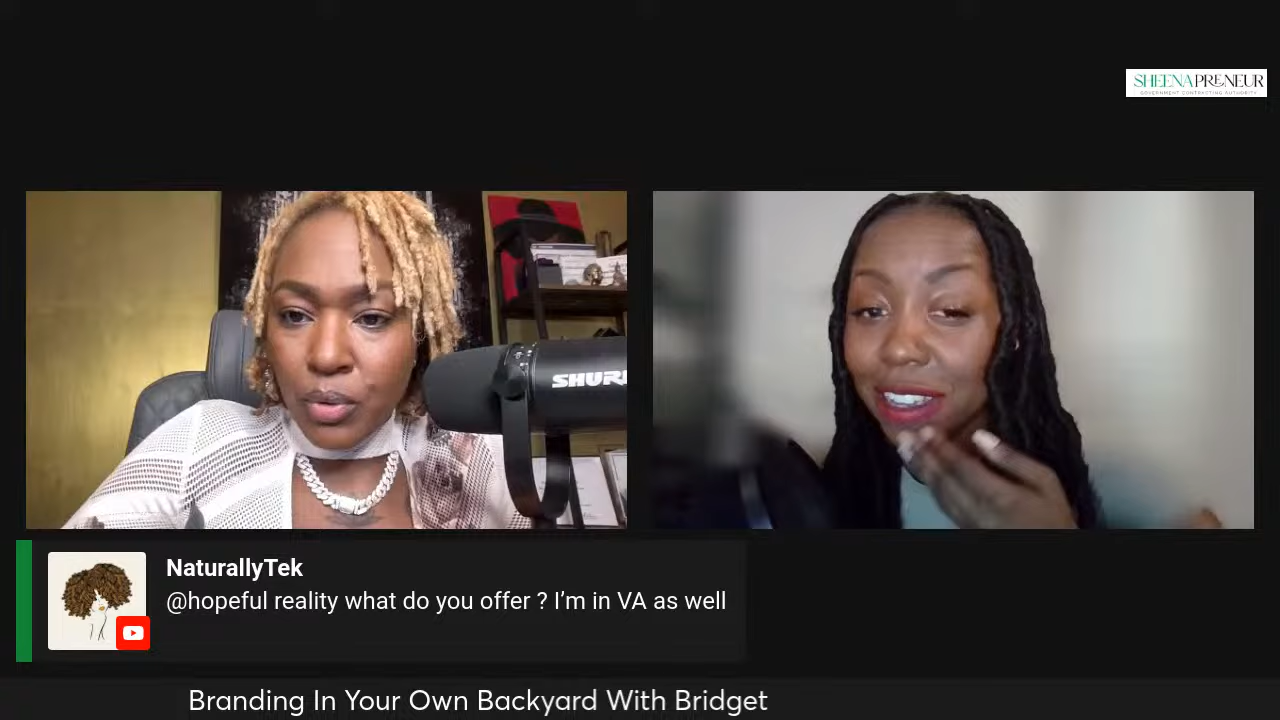 SHEENAPRENEUR
GOVERNMENT CONTRACTING AUTHORITY
SHUR
NaturallyTek
@hopeful reality what do you offer ? I’m in VA as well
Branding In Your Own Backyard With Bridget